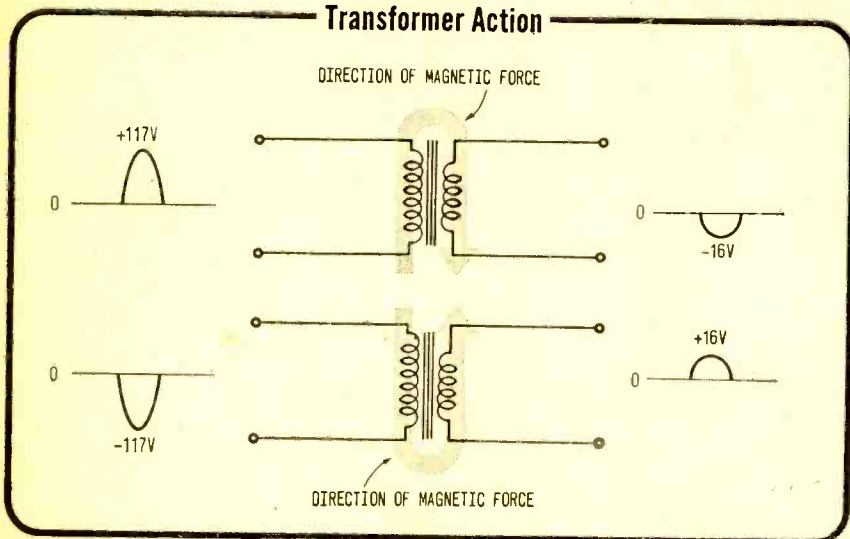 Transformer Action
DIRECTION OF MAGNETIC FORCE
+117V
0
0
-16V
+16V
0
0
-117V
DIRECTION OF MAGNETIC FORCE